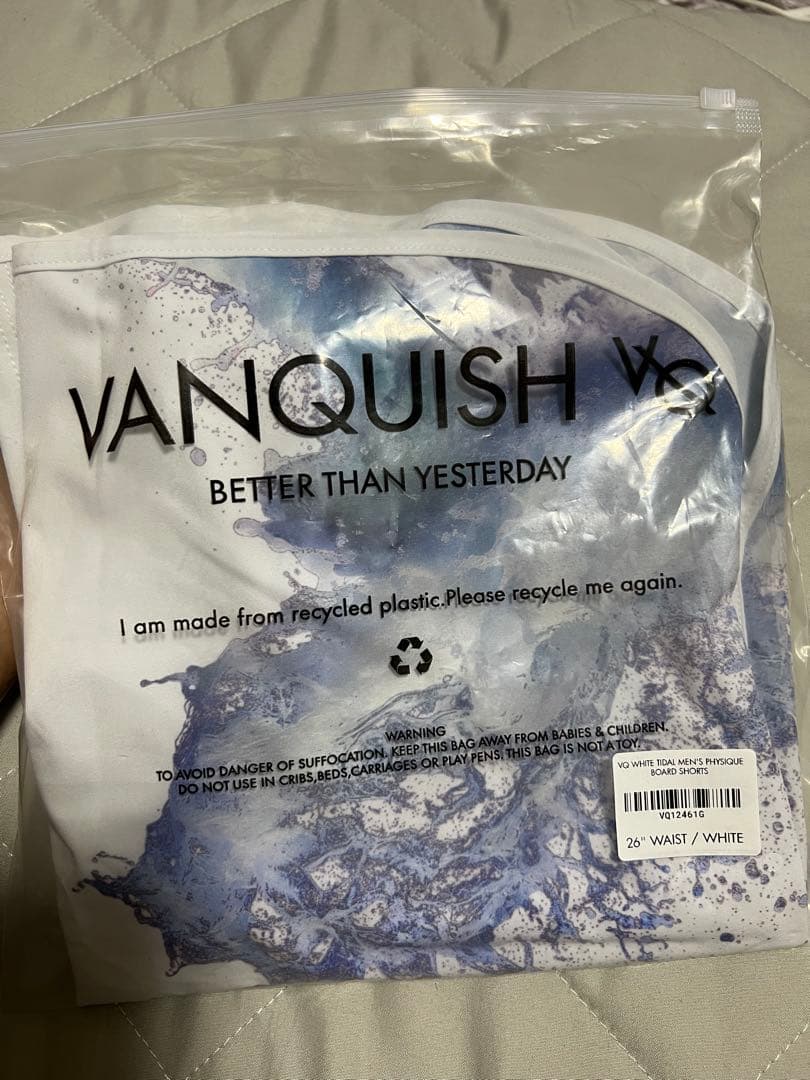 VANQUISH VQ
BETTER THAN YESTERDAY
I am made from recycled plastic.Please recycle me again.
WARNING
TO AVOID DANGER OF SUFFOCATION. KEEP THIS BAG AWAY FROM BABIES & CHILDREN.
DO NOT USE IN CRIBS,BEDS,CARRIAGES OR PLAY PENS. THIS BAG IS NOT A TOY.
VQ WHITE TIDAL MEN'S PHYSIQUE
BOARD SHORTS
VQ12461G
26" WAIST / WHITE